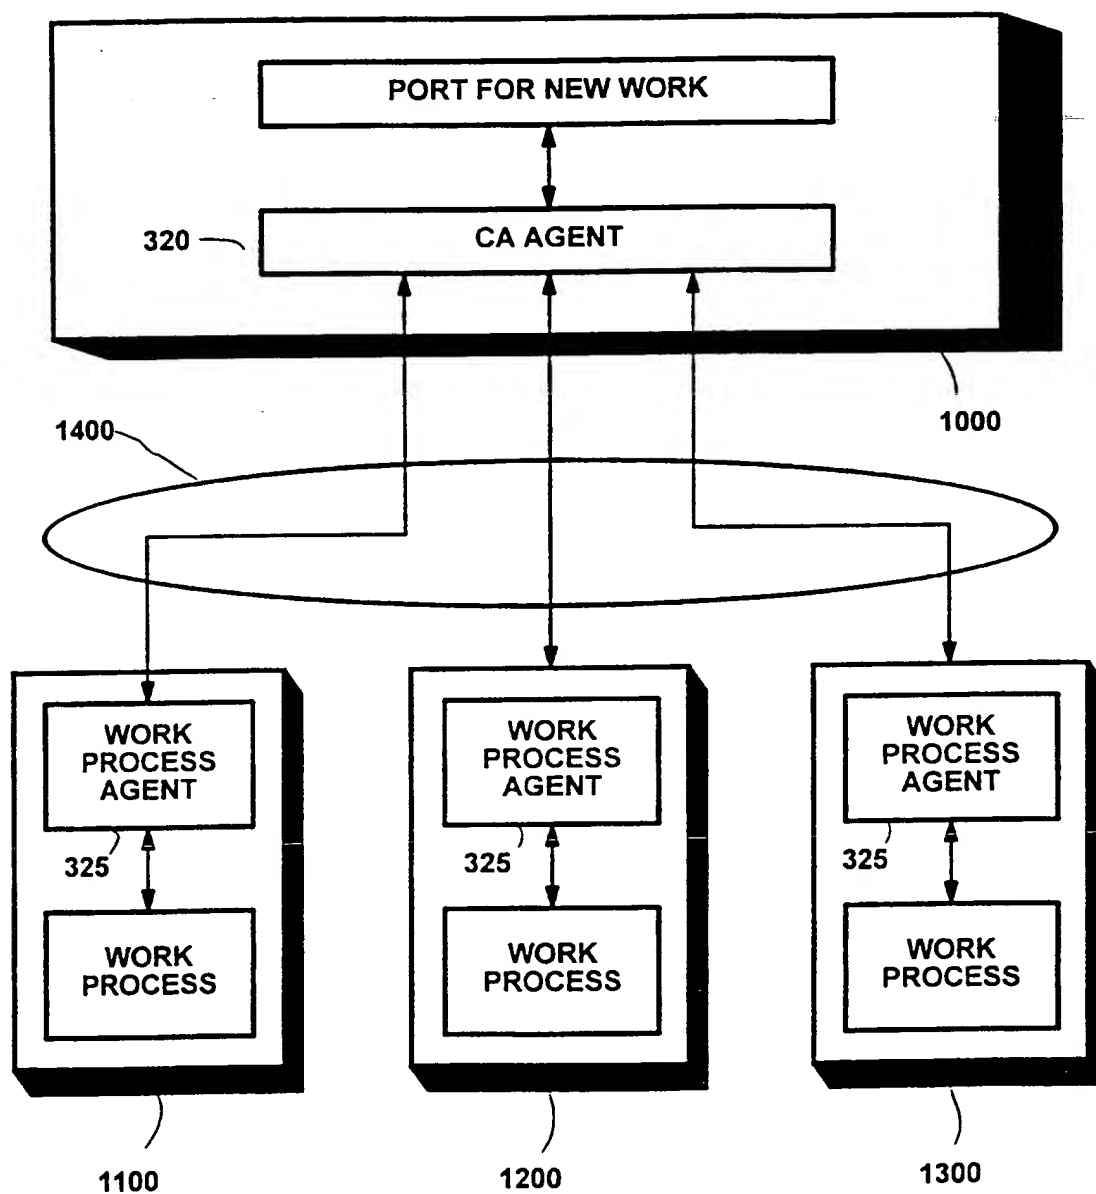 PORT FOR NEW WORK
320
CA AGENT
1000
1400
WORK
PROCESS
AGENT
325
WORK
PROCESS
1100
WORK
PROCESS
AGENT
325
WORK
PROCESS
1200
WORK
PROCESS
AGENT
325
WORK
PROCESS
1300